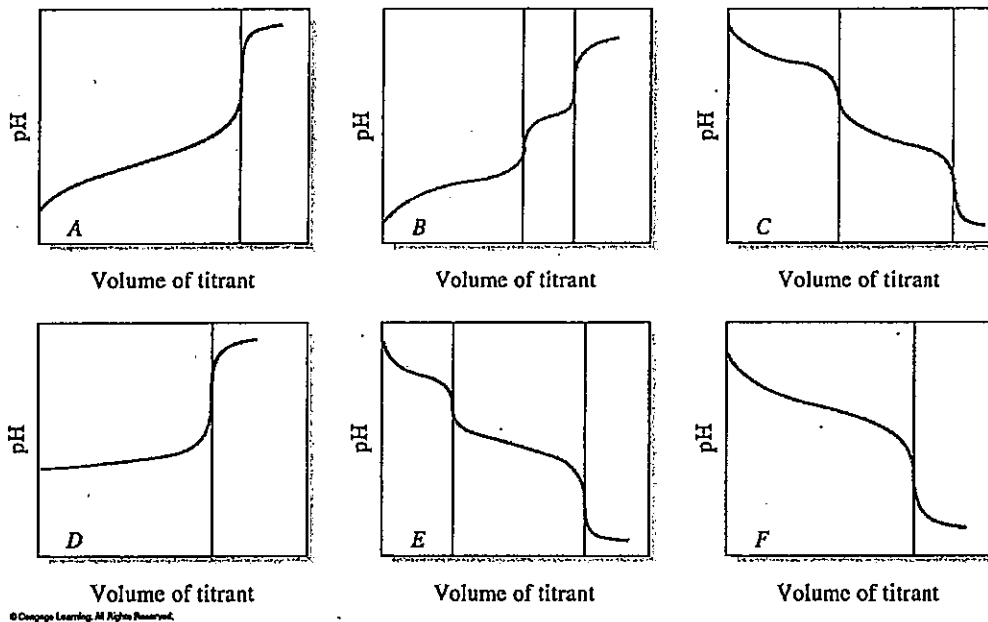 pH
A
Volume of titrant
pH
B
Volume of titrant
pH
C
Volume of titrant
pH
D
Volume of titrant
pH
E
Volume of titrant
pH
F
Volume of titrant
© Cengage Learning. All Rights Reserved.